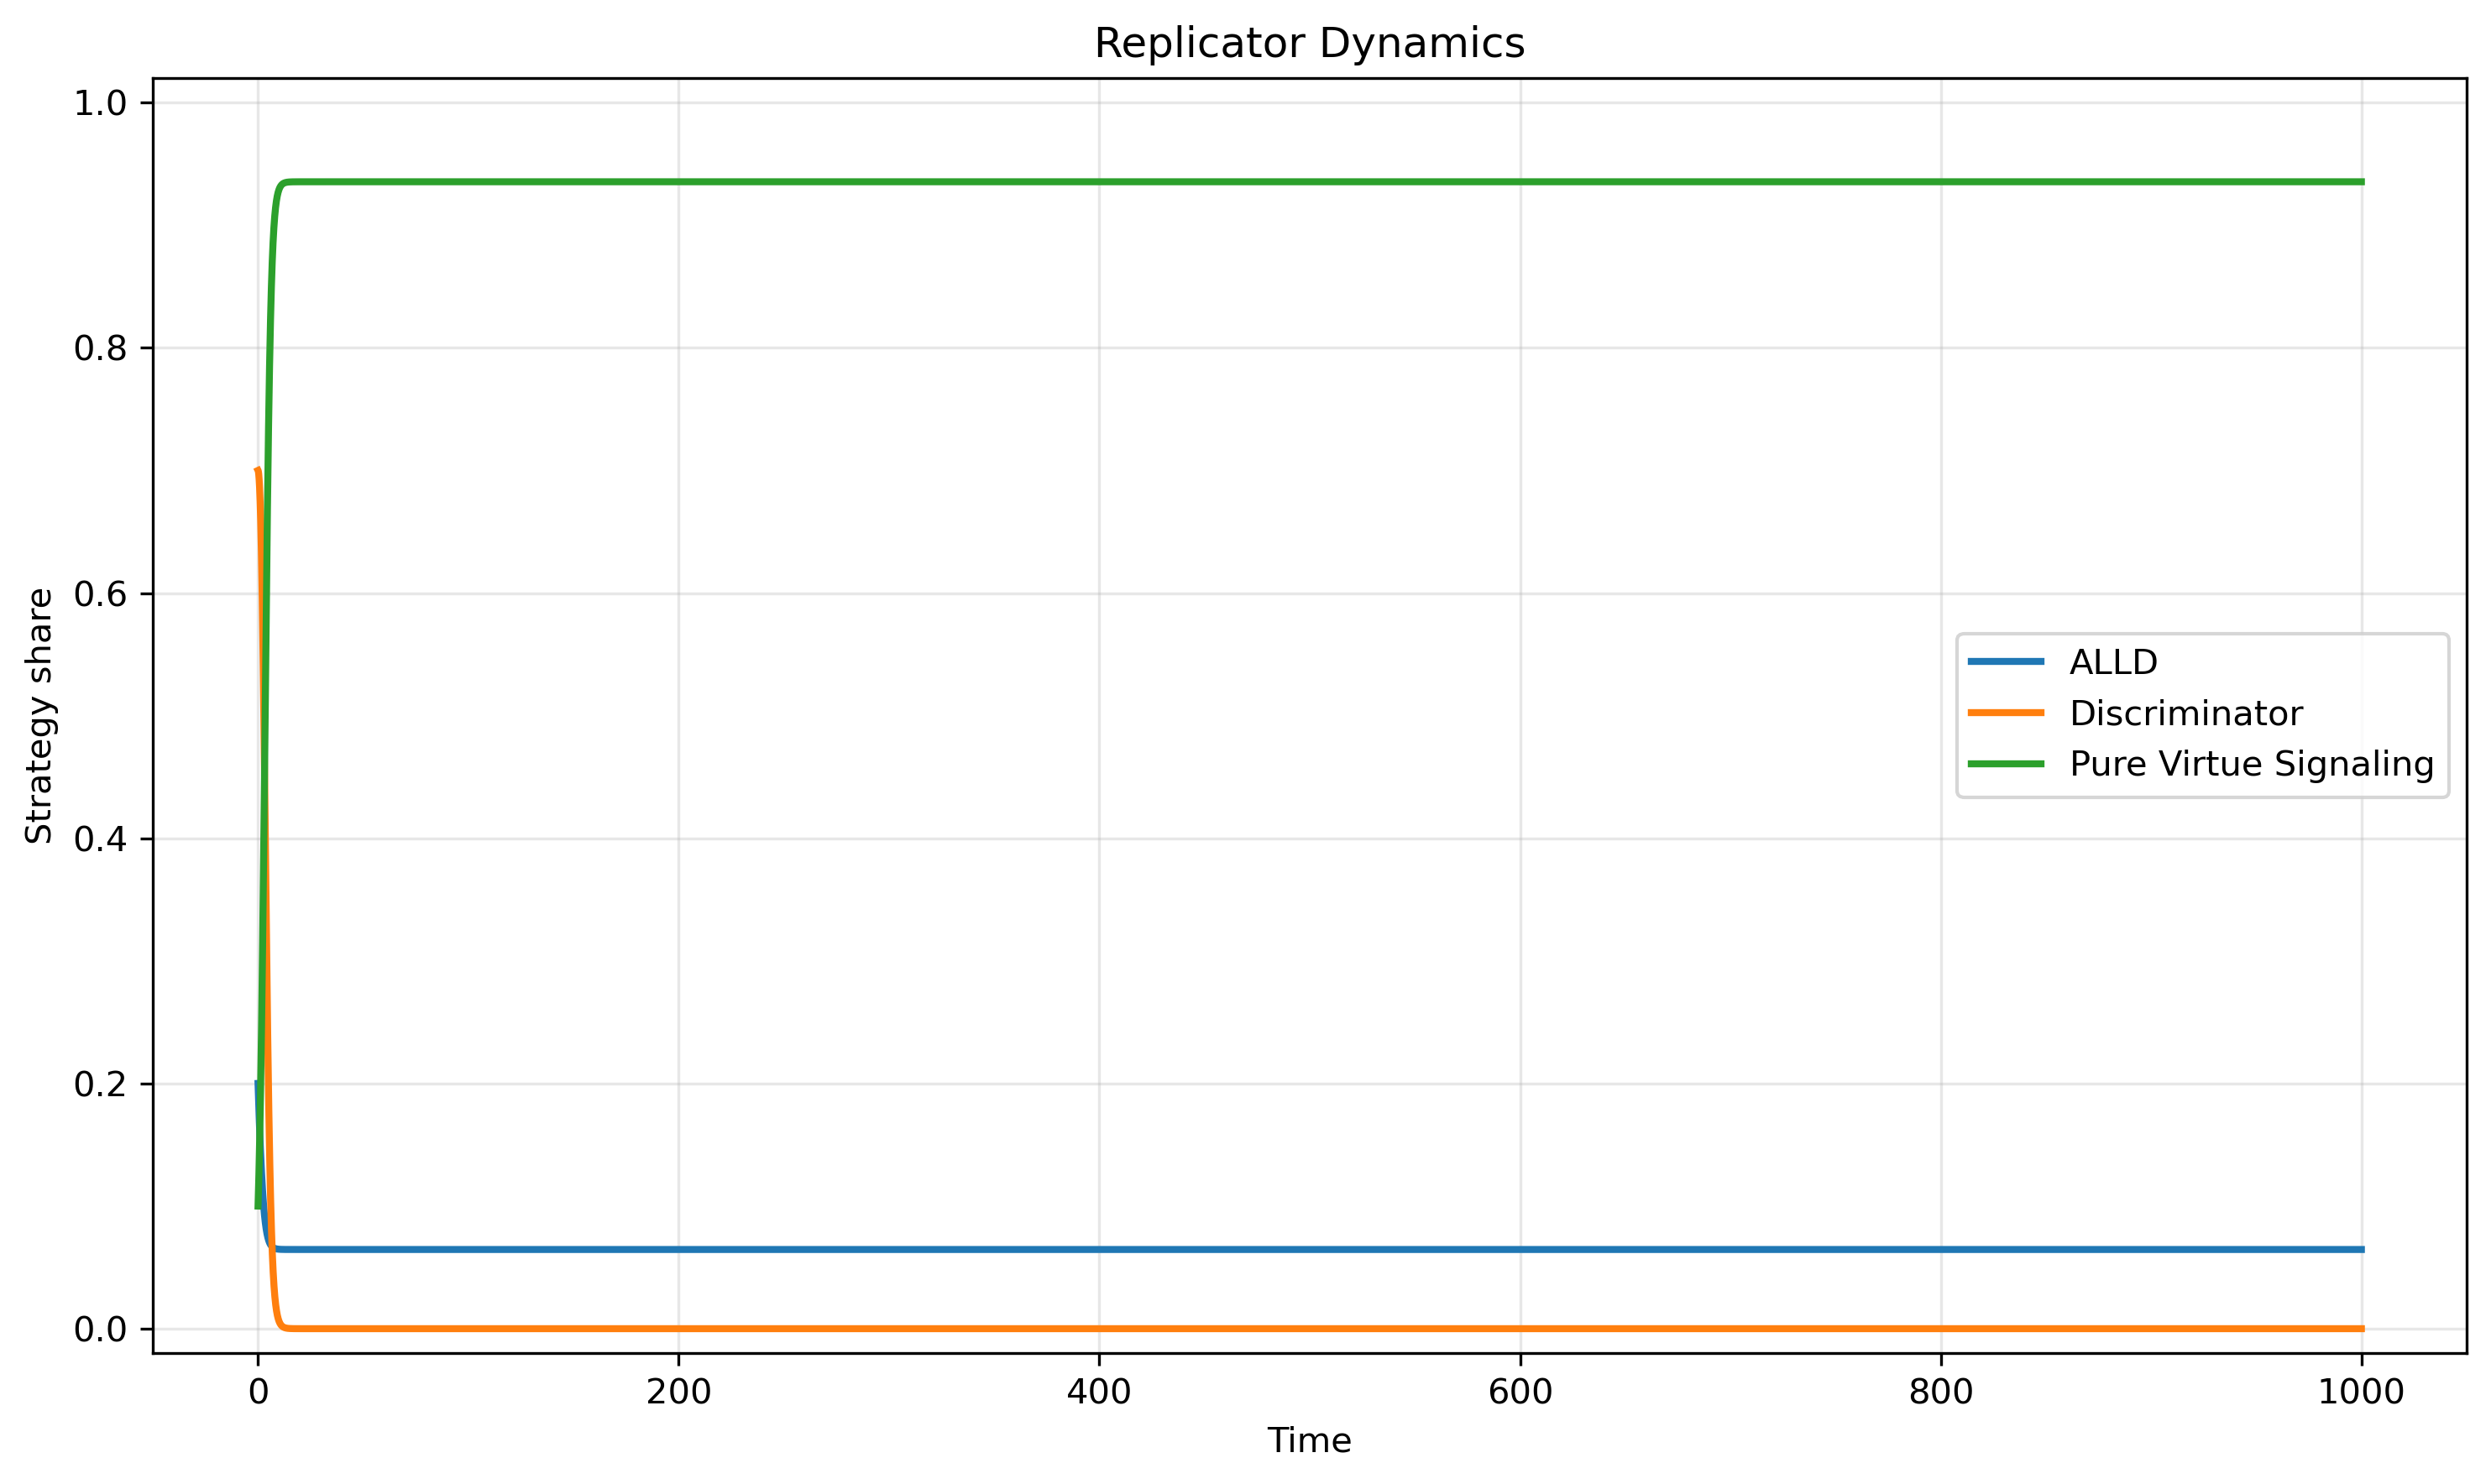 Replicator Dynamics
Strategy share
1.0
0.8
0.6
0.4
0.2
0.0
ALLD
Discriminator
Pure Virtue Signaling
0
200
400
600
800
1000
Time